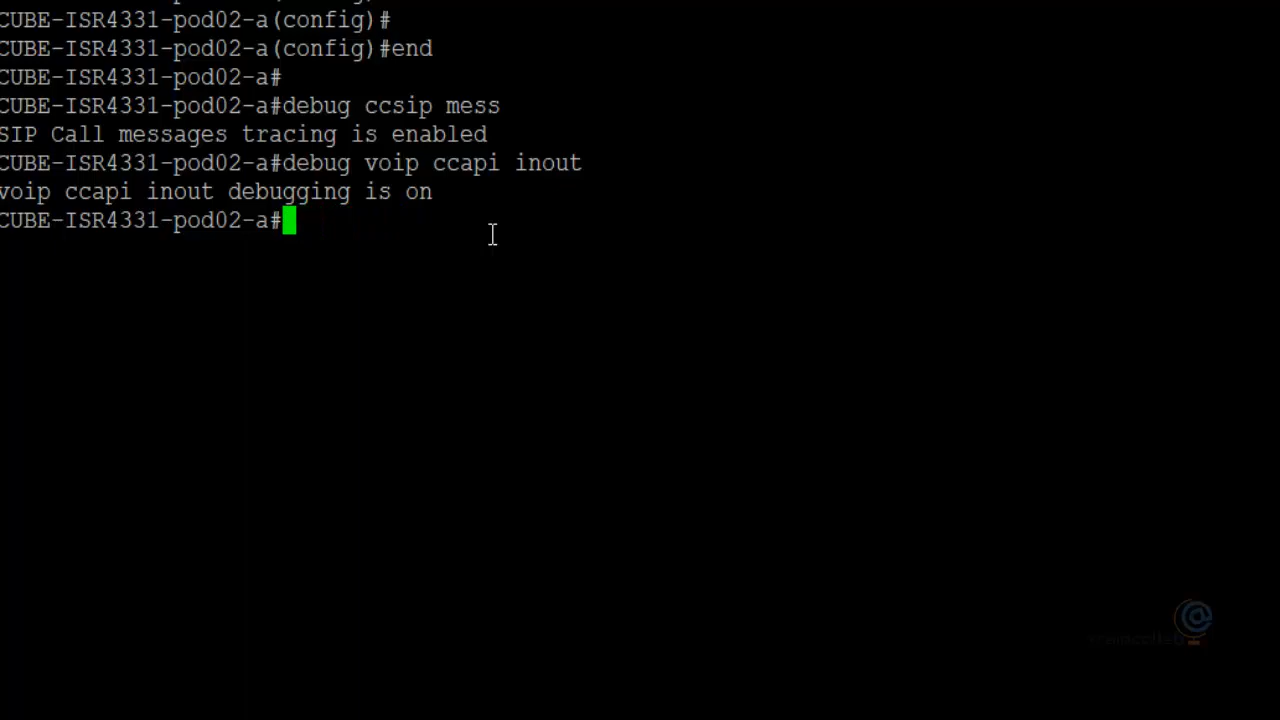 CUBE-ISR4331-pod02-a(config)#
CUBE-ISR4331-pod02-a(config)#end
CUBE-ISR4331-pod02-a#
CUBE-ISR4331-pod02-a#debug ccsip mess
SIP Call messages tracing is enabled
CUBE-ISR4331-pod02-a#debug voip ccapi inout
voip ccapi inout debugging is on
CUBE-ISR4331-pod02-a#